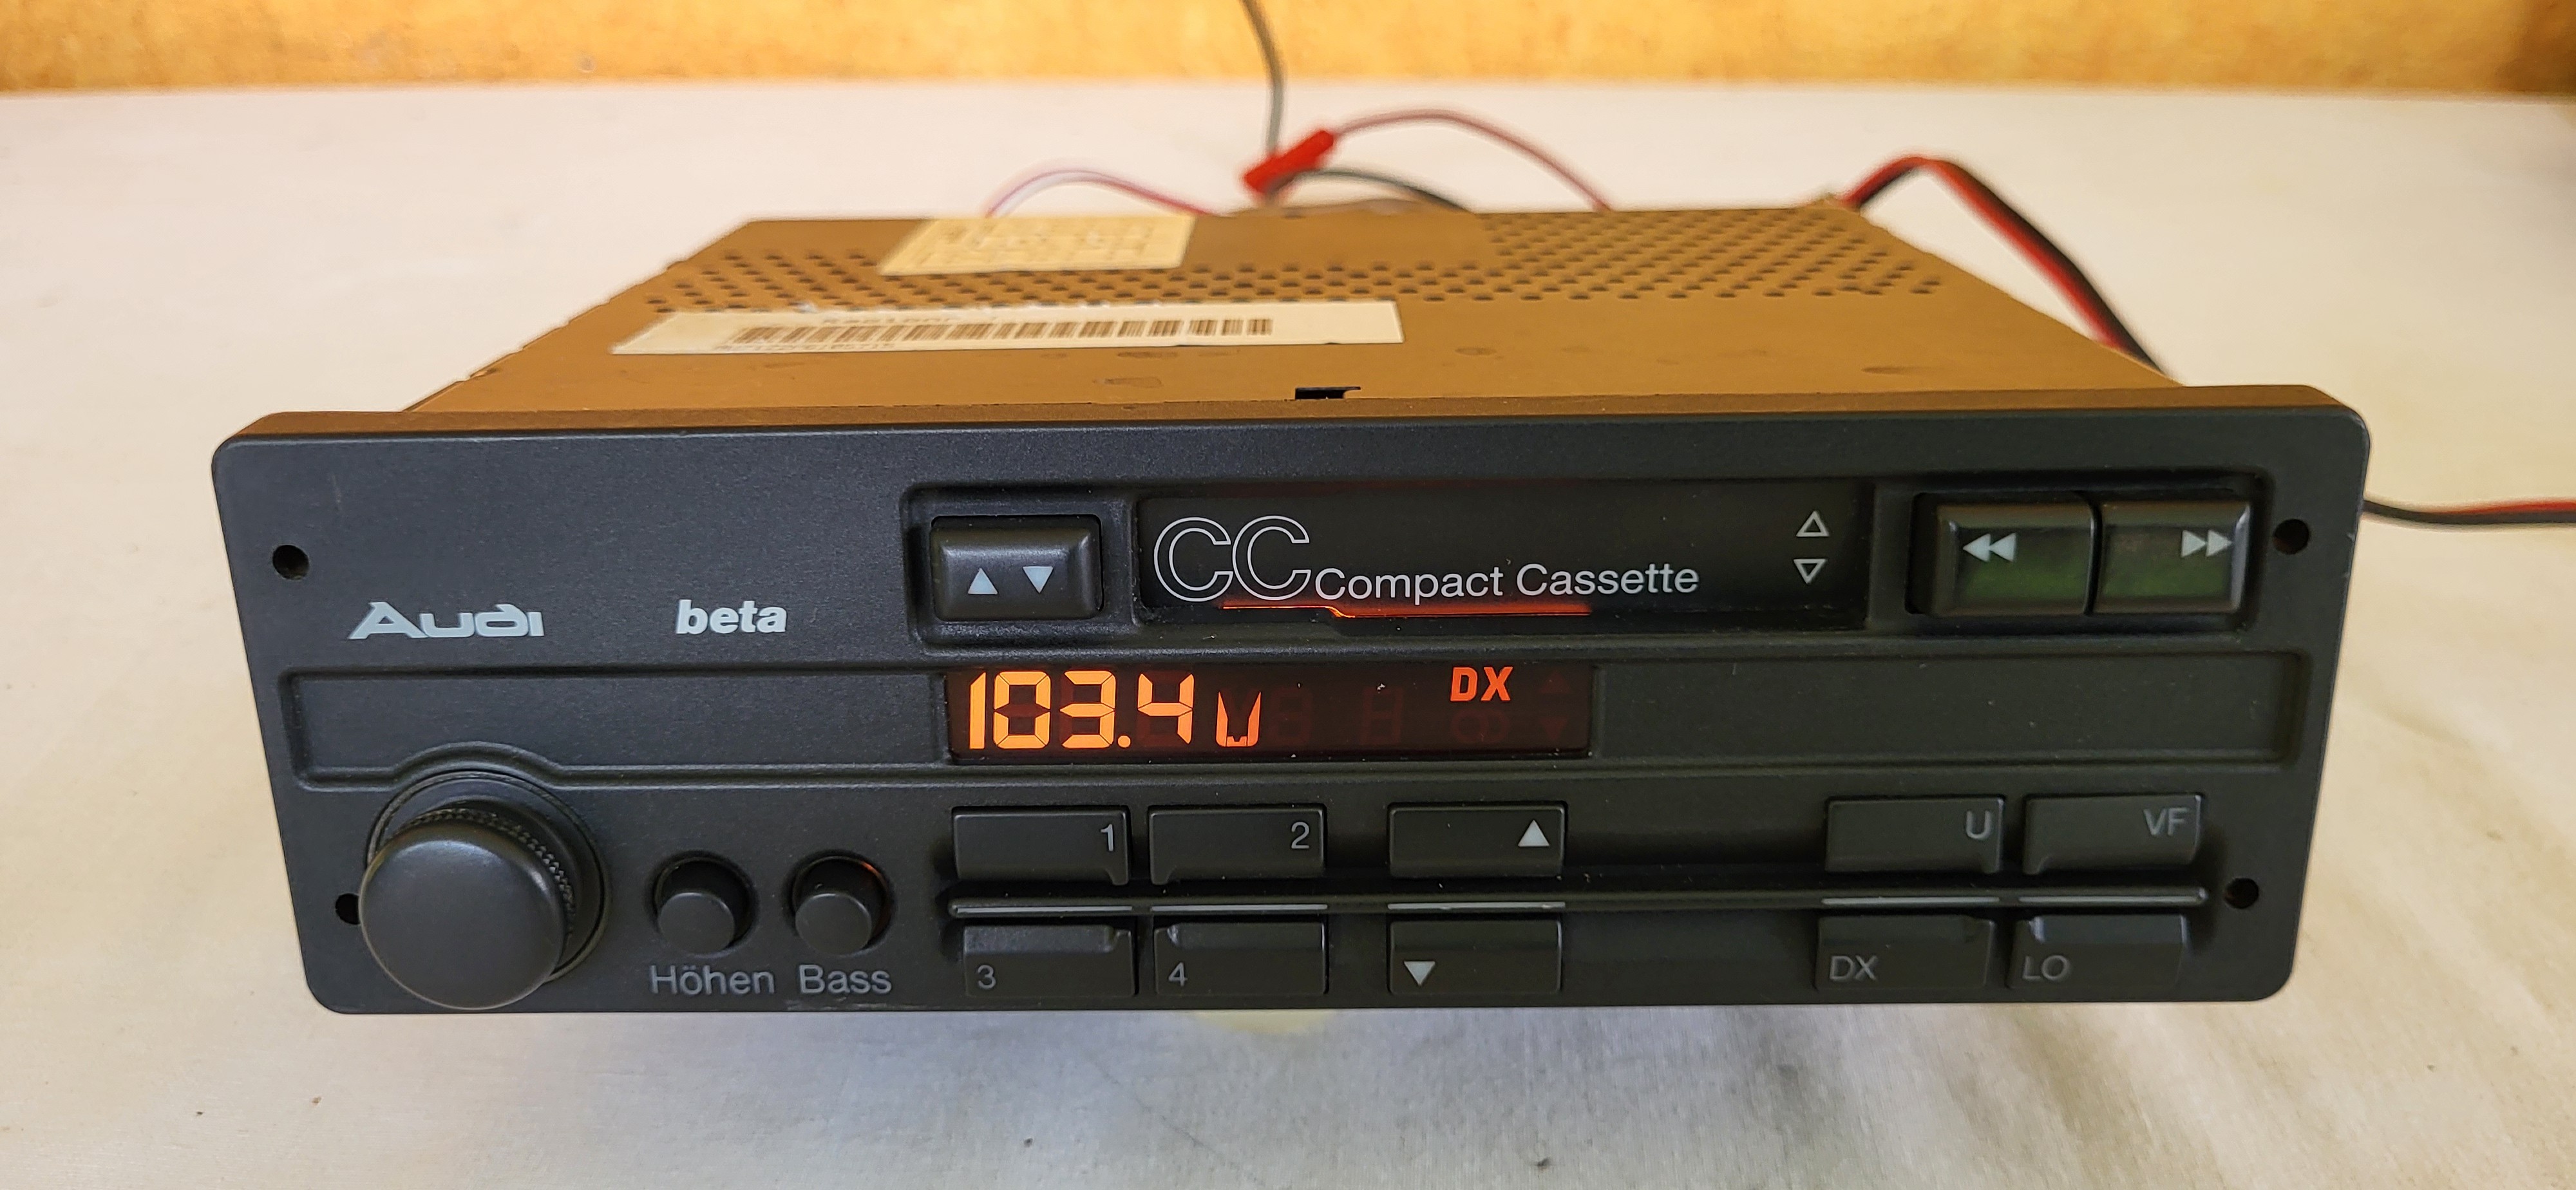 CC Compact Cassette
Audi beta
103.4 U DX
1 2 U VF
Höhen Bass 3 4 DX LO